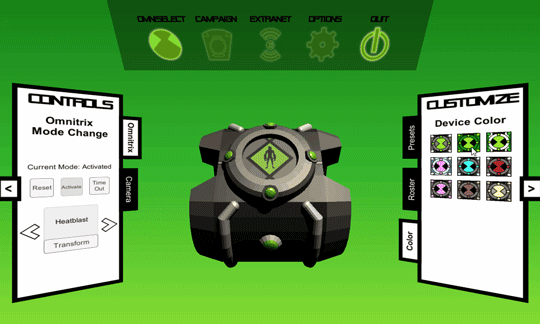 OMNISELECT CAMPAIGN EXTRANET OPTIONS QUIT
CONTROLS
Omnitrix
Mode Change
Current Mode: Activated
Reset
Activate
Time
Out
Heatblast
Transform
Omnitrix
Camera
<
CUSTOMIZE
Device Color
Presets
Roster
Color
>